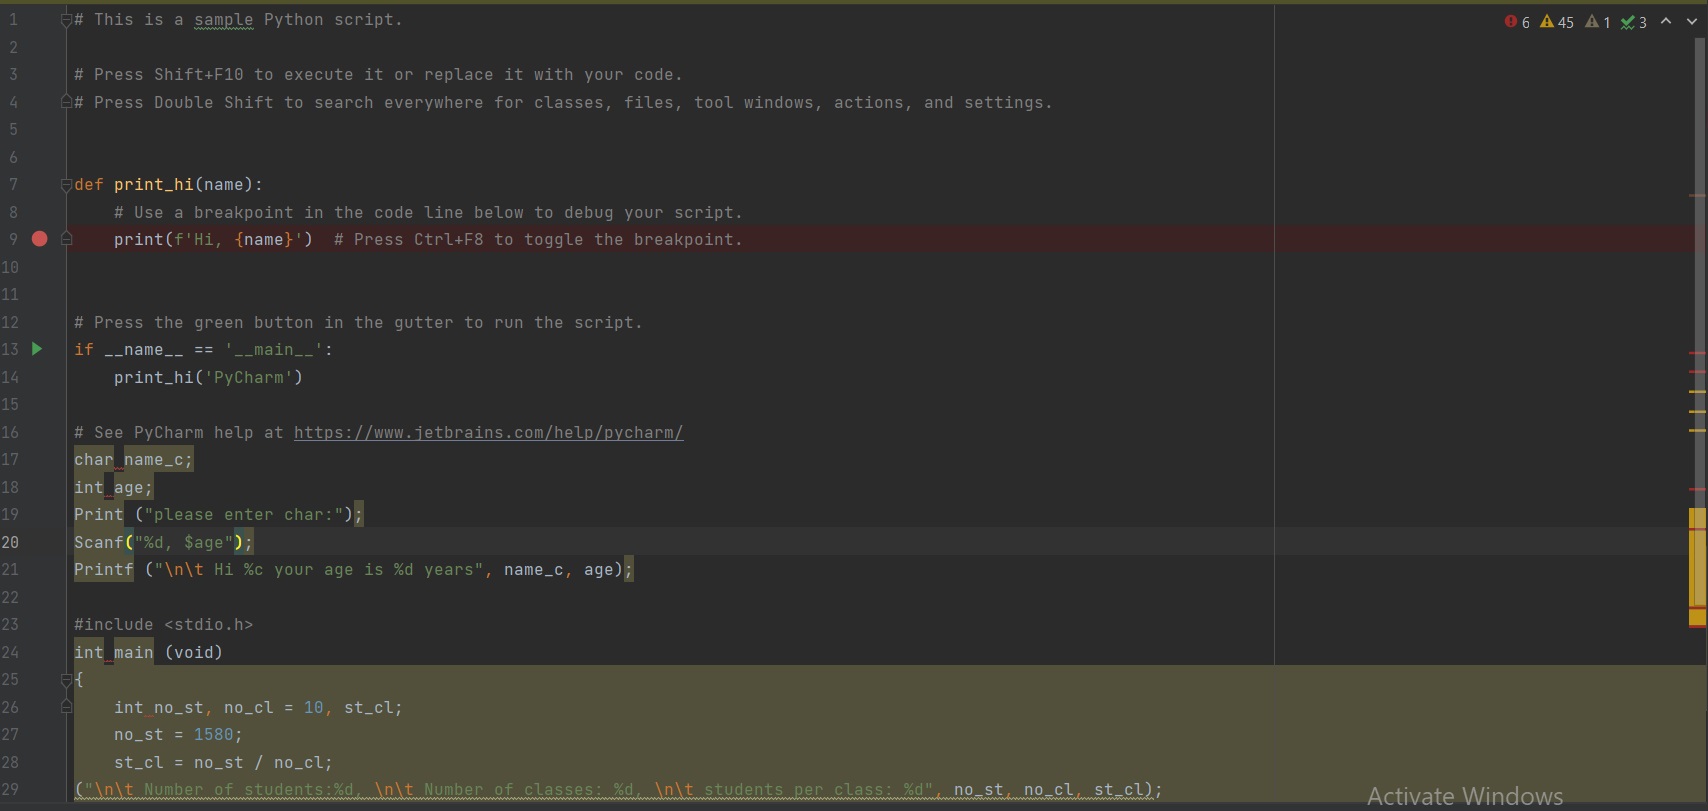 6 45 1 3
1 # This is a sample Python script.
2
3 # Press Shift+F10 to execute it or replace it with your code.
4 # Press Double Shift to search everywhere for classes, files, tool windows, actions, and settings.
5
6
7 def print_hi(name):
8     # Use a breakpoint in the code line below to debug your script.
9     print(f'Hi, {name}')  # Press Ctrl+F8 to toggle the breakpoint.
10
11
12 # Press the green button in the gutter to run the script.
13 if __name__ == '__main__':
14     print_hi('PyCharm')
15
16 # See PyCharm help at https://www.jetbrains.com/help/pycharm/
17 char name_c;
18 int age;
19 Print ("please enter char:");
20 Scanf("%d, $age");
21 Printf ("\n\t Hi %c your age is %d years", name_c, age);
22
23 #include <stdio.h>
24 int main (void)
25 {
26     int no_st, no_cl = 10, st_cl;
27     no_st = 1580;
28     st_cl = no_st / no_cl;
29 ("\n\t Number of students:%d, \n\t Number of classes: %d, \n\t students per class: %d", no_st, no_cl, st_cl);
Activate Windows